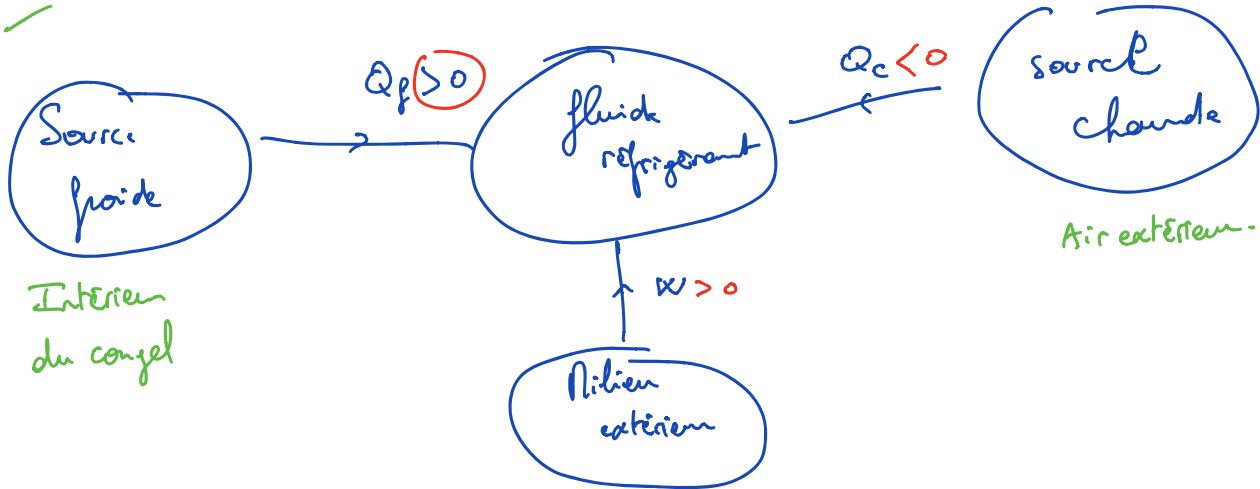 Qf > 0
Qc < 0
source
chaude
Source
froide
fluide
réfrigérant
Air extérieur.
Intérieur
du congel
W > 0
Milieu
extérieur